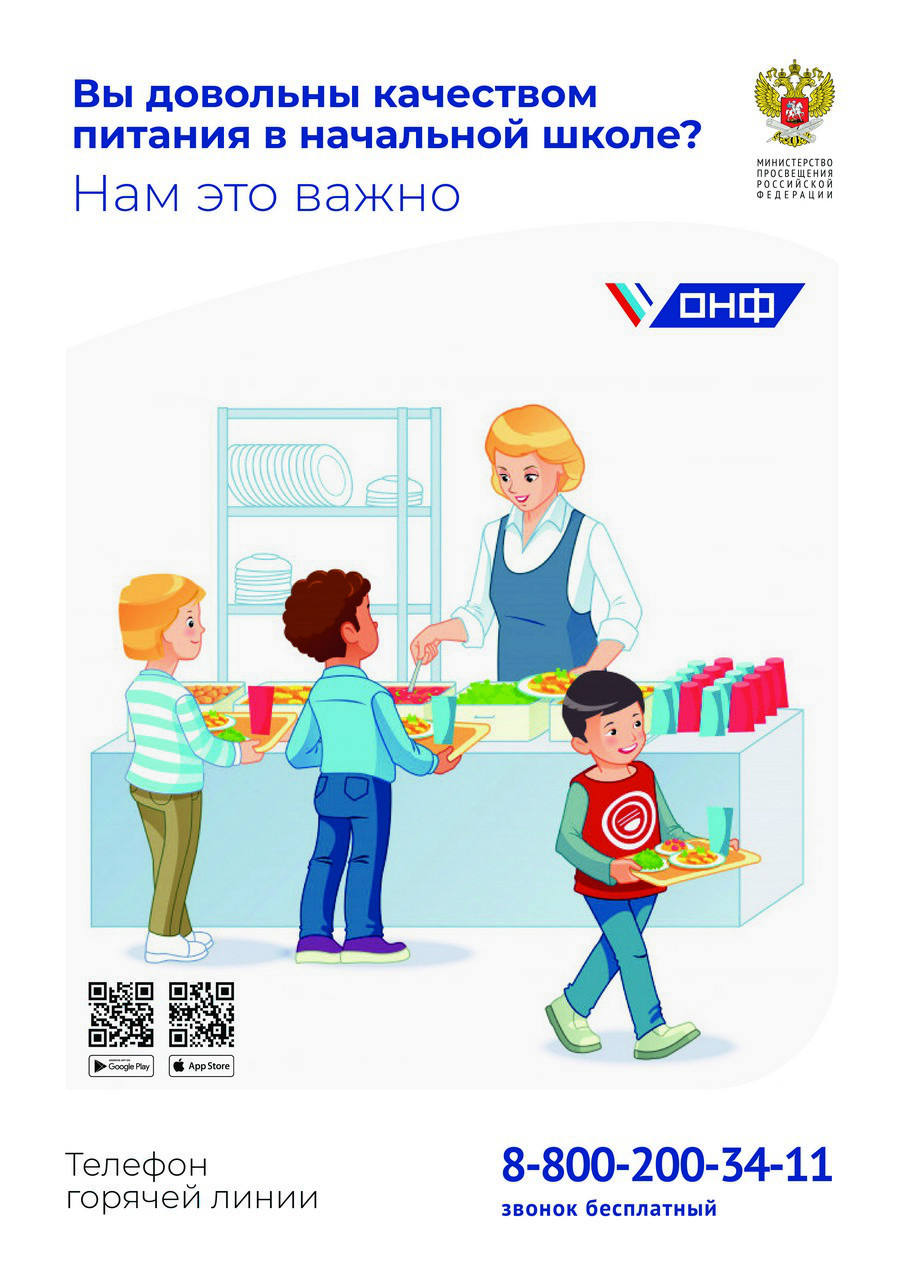 Вы довольны качеством
питания в начальной школе?
Нам это важно
МИНИСТЕРСТВО
ПРОСВЕЩЕНИЯ
РОССИЙСКОЙ
ФЕДЕРАЦИИ
ОНФ
Google Play
App Store
Телефон
горячей линии
8-800-200-34-11
звонок бесплатный